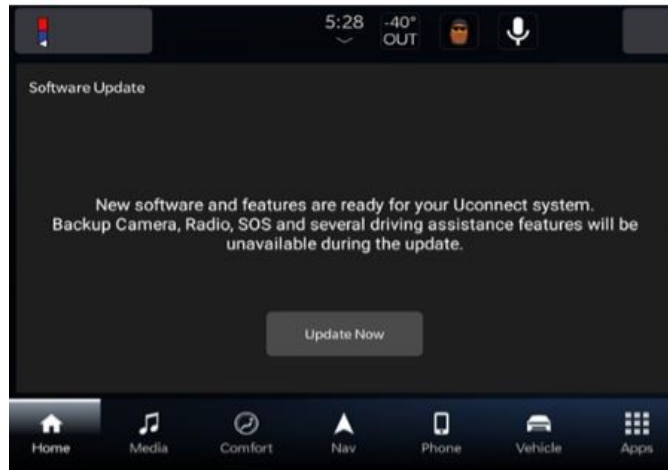 5:28
-40°
OUT
Software Update
New software and features are ready for your Uconnect system.
Backup Camera, Radio, SOS and several driving assistance features will be
unavailable during the update.
Update Now
Home Media Comfort Nav Phone Vehicle Apps